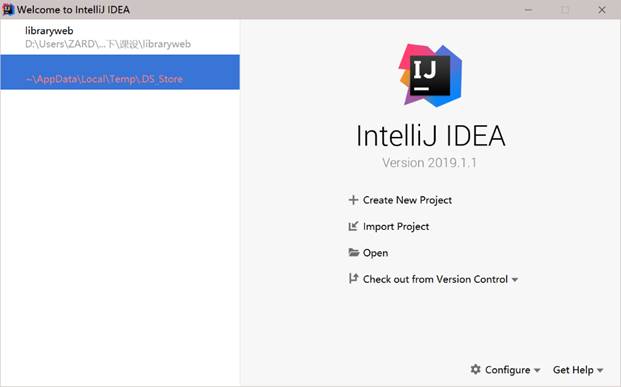 Welcome to IntelliJ IDEA
libraryweb
D:\Users\ZARD\...下\课设\libraryweb
~\AppData\Local\Temp\.DS_Store
IJ
IntelliJ IDEA
Version 2019.1.1
Create New Project
Import Project
Open
Check out from Version Control
Configure
Get Help